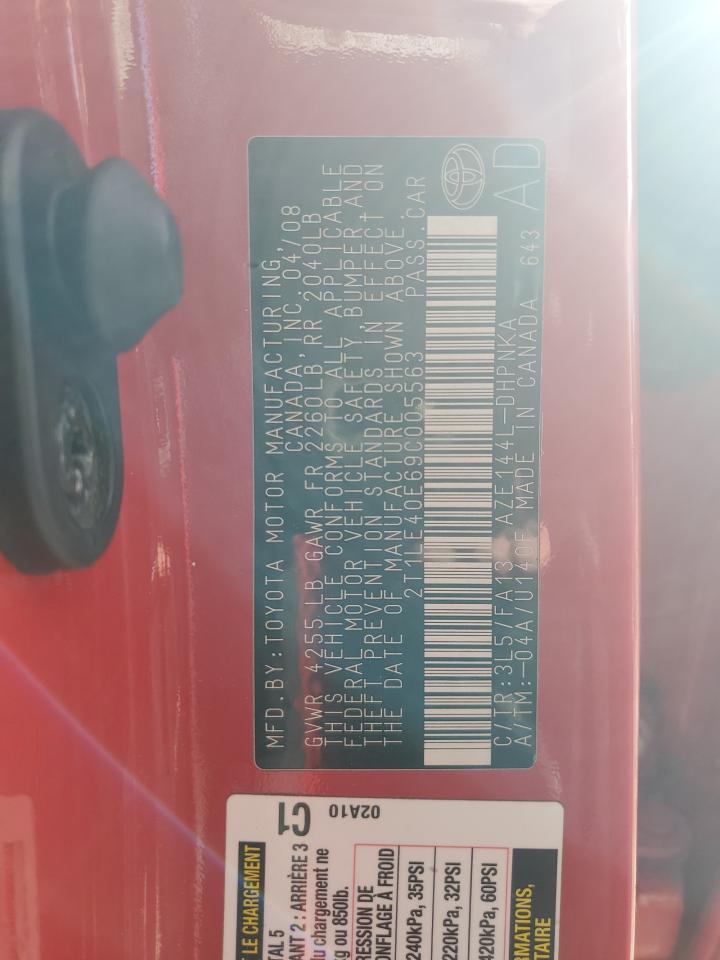 MFD.BY:TOYOTA MOTOR MANUFACTURING,
CANADA, INC. 04/08
GVWR 4255 LB GAWR FR 2260LB, RR 2040LB
THIS VEHICLE CONFORMS TO ALL APPLICABLE
FEDERAL MOTOR VEHICLE SAFETY, BUMPER, AND
THEFT PREVENTION STANDARDS IN EFFECT ON
THE DATE OF MANUFACTURE SHOWN ABOVE.
2T1LE40E69C005563 PASS.CAR
C/TR:3L5/FA13 AZE144L-DHPNKA
A/TM:-04A/U140F MADE IN CANADA 643 AD
C1
02A10
T LE CHARGEMENT
TAL 5
ANT 2 : ARRIÈRE 3
du chargement ne
kg ou 850lb.
RESSION DE
ONFLAGE À FROID
240kPa, 35PSI
220kPa, 32PSI
420kPa, 60PSI
RMATIONS,
TAIRE